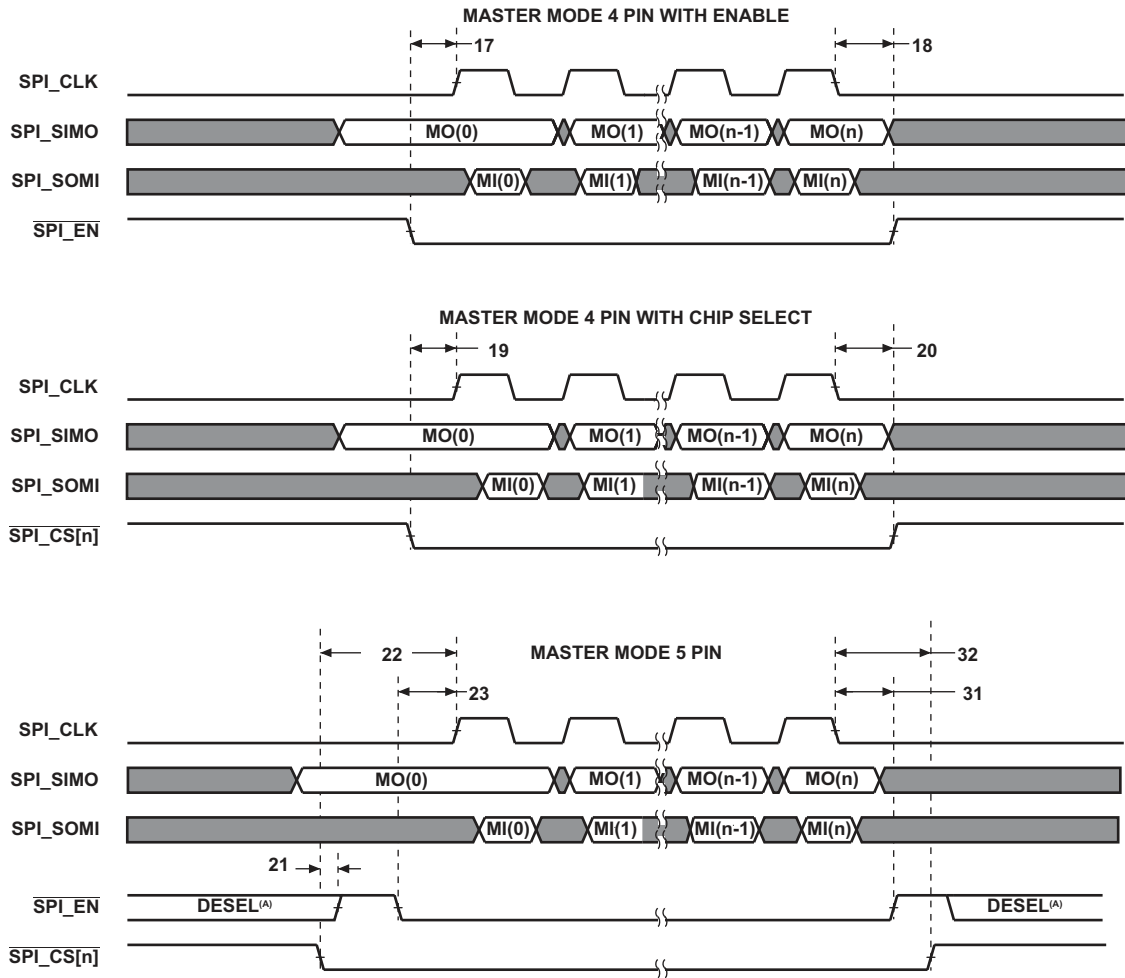 MASTER MODE 4 PIN WITH ENABLE
17
18
SPI_CLK
SPI_SIMO
MO(0)
MO(1)
MO(n-1)
MO(n)
SPI_SOMI
MI(0)
MI(1)
MI(n-1)
MI(n)
SPI_EN
MASTER MODE 4 PIN WITH CHIP SELECT
19
20
SPI_CLK
SPI_SIMO
MO(0)
MO(1)
MO(n-1)
MO(n)
SPI_SOMI
MI(0)
MI(1)
MI(n-1)
MI(n)
SPI_CS[n]
22
MASTER MODE 5 PIN
32
23
31
SPI_CLK
SPI_SIMO
MO(0)
MO(1)
MO(n-1)
MO(n)
SPI_SOMI
MI(0)
MI(1)
MI(n-1)
MI(n)
21
SPI_EN
DESEL(A)
DESEL(A)
SPI_CS[n]